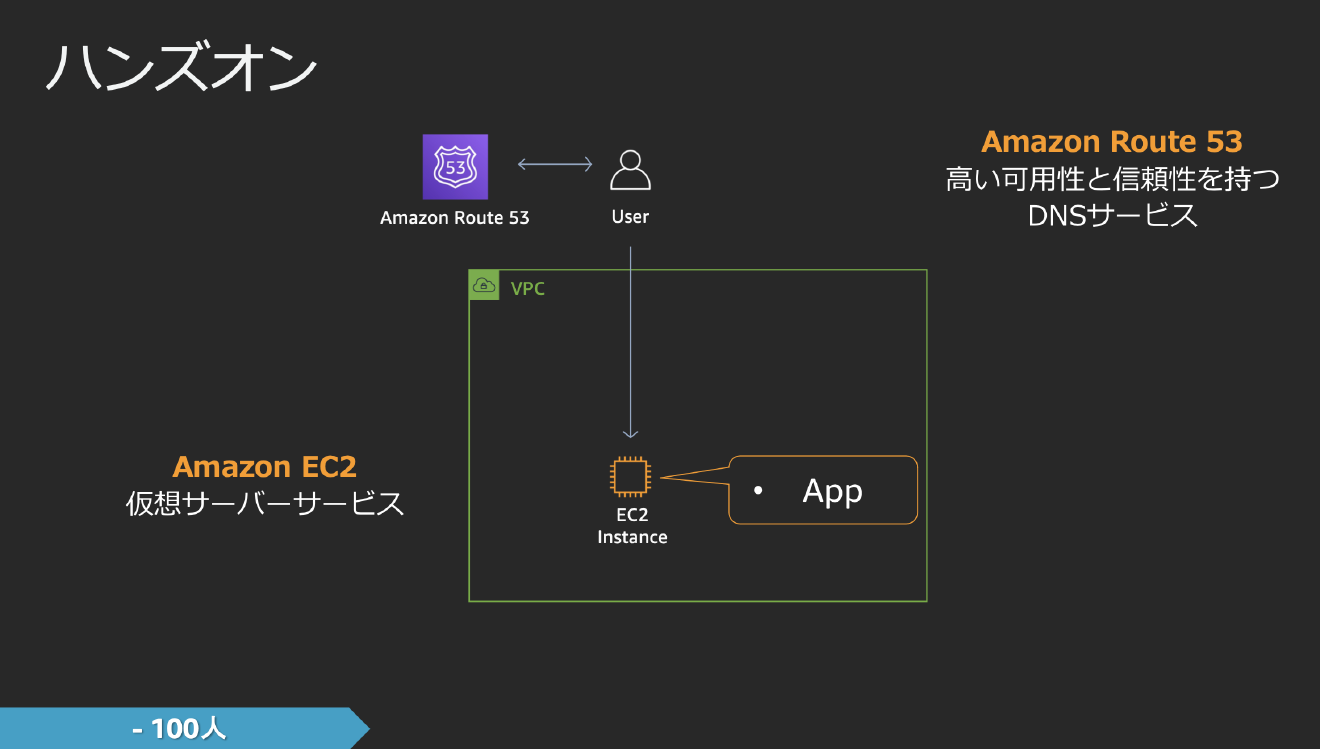 ハンズオン
53
Amazon Route 53
User
Amazon Route 53
高い可用性と信頼性を持つ
DNSサービス
VPC
Amazon EC2
仮想サーバーサービス
• App
EC2
Instance
- 100人